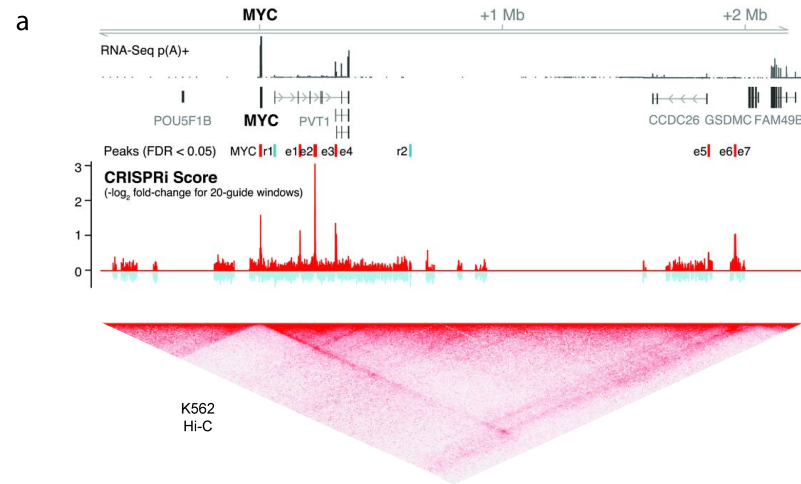 a
MYC +1 Mb +2 Mb
RNA-Seq p(A)+
POU5F1B MYC PVT1 CCDC26 GSDMC FAM49B
Peaks (FDR < 0.05) MYC r1 e1 e2 e3 e4 r2 e5 e6 e7
3
CRISPRi Score
(-log2 fold-change for 20-guide windows)
2
1
0
K562
Hi-C